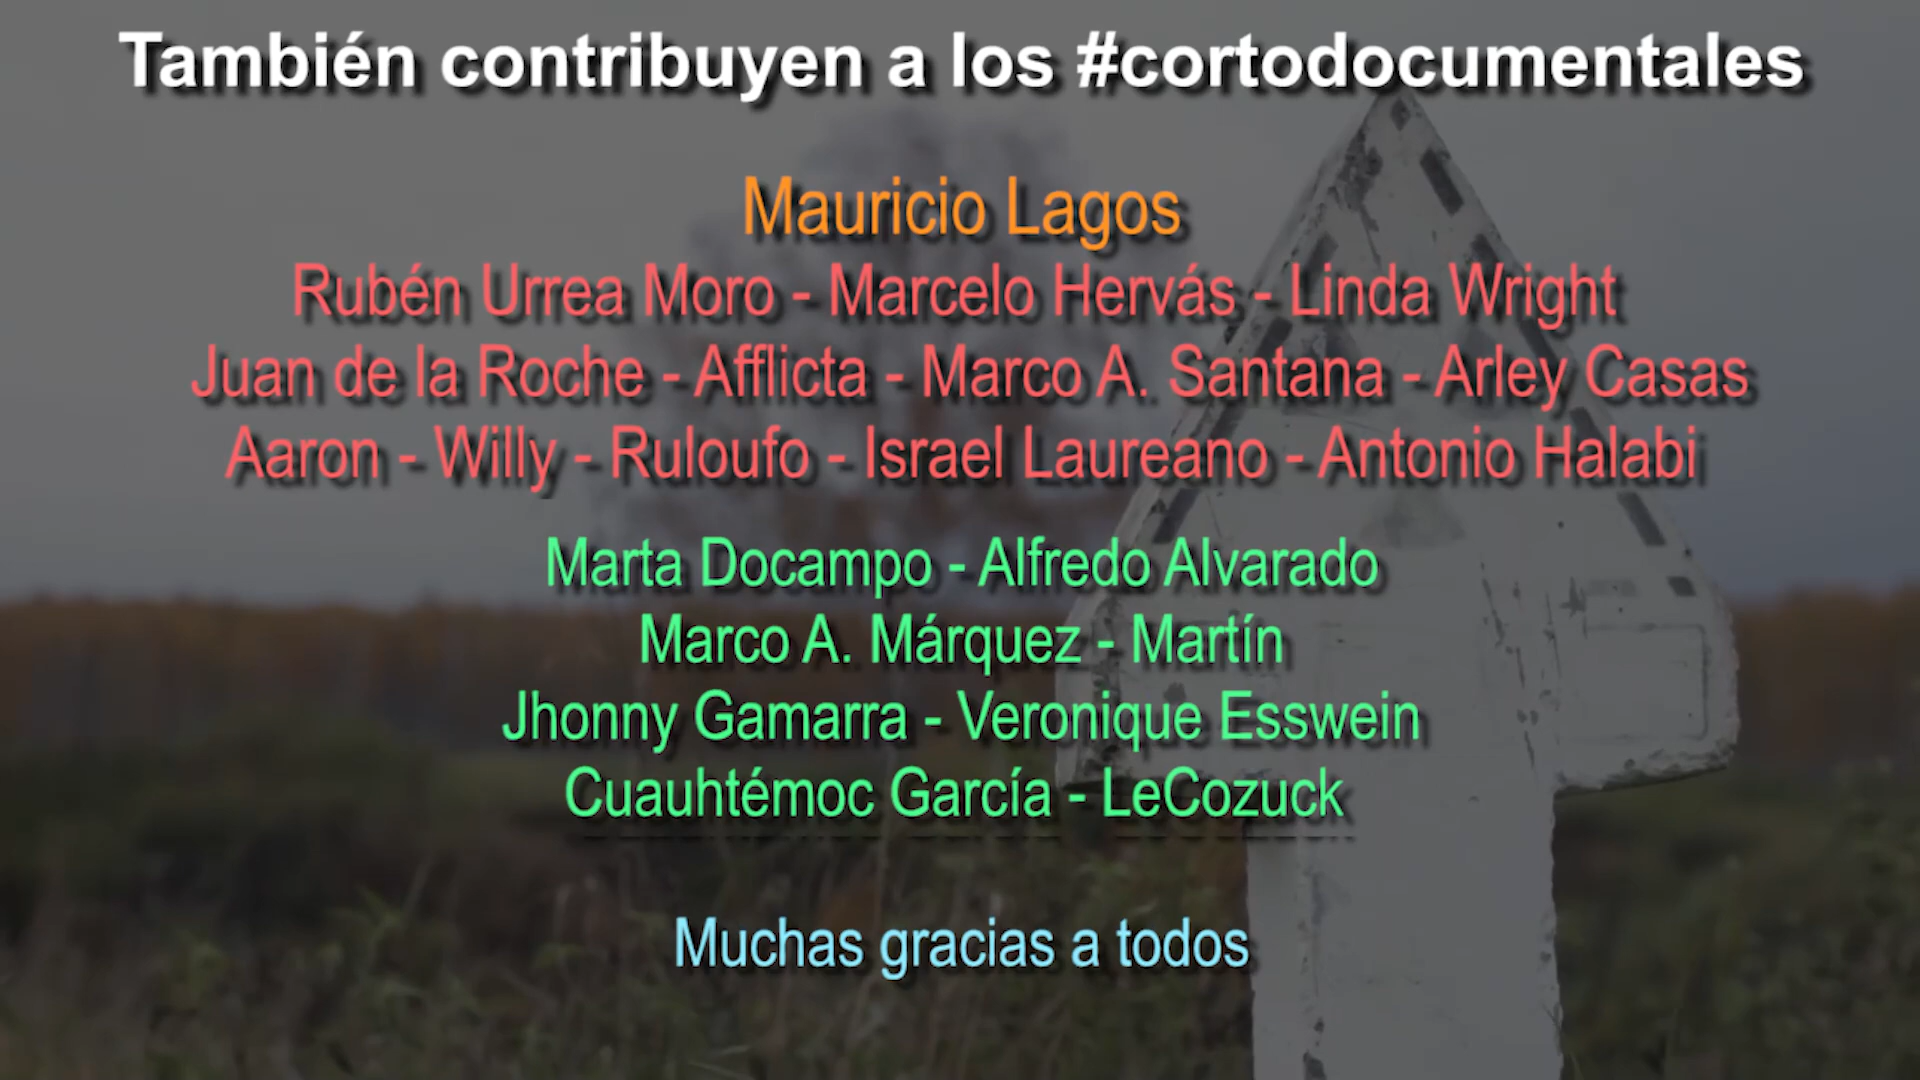 También contribuyen a los #cortodocumentales
Mauricio Lagos
Rubén Urrea Moro - Marcelo Hervás - Linda Wright
Juan de la Roche - Afflicta - Marco A. Santana - Arley Casas
Aaron - Willy - Ruloufo - Israel Laureano - Antonio Halabi
Marta Docampo - Alfredo Alvarado
Marco A. Márquez - Martín
Jhonny Gamarra - Veronique Esswein
Cuauhtémoc García - LeCozuck
Muchas gracias a todos